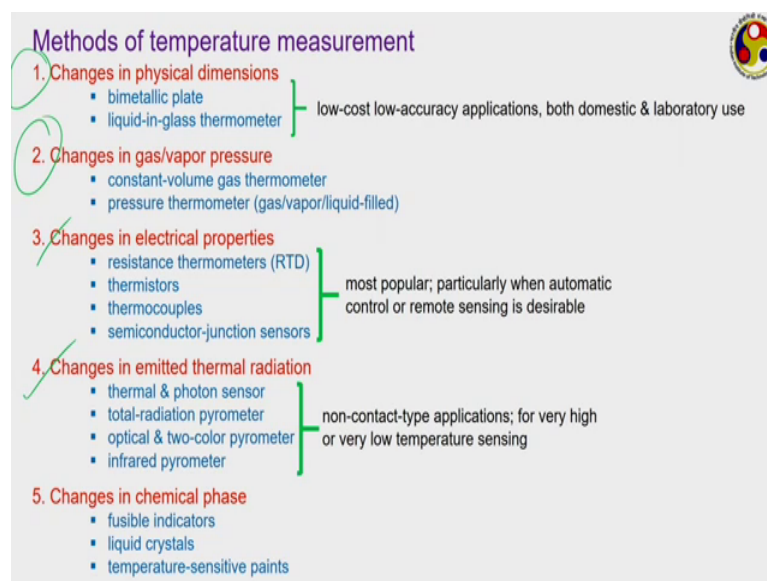 Methods of temperature measurement
1. Changes in physical dimensions
▪ bimetallic plate
▪ liquid-in-glass thermometer
low-cost low-accuracy applications, both domestic & laboratory use
2. Changes in gas/vapor pressure
▪ constant-volume gas thermometer
▪ pressure thermometer (gas/vapor/liquid-filled)
3. Changes in electrical properties
▪ resistance thermometers (RTD)
▪ thermistors
▪ thermocouples
▪ semiconductor-junction sensors
most popular; particularly when automatic
control or remote sensing is desirable
4. Changes in emitted thermal radiation
▪ thermal & photon sensor
▪ total-radiation pyrometer
▪ optical & two-color pyrometer
▪ infrared pyrometer
non-contact-type applications; for very high
or very low temperature sensing
5. Changes in chemical phase
▪ fusible indicators
▪ liquid crystals
▪ temperature-sensitive paints